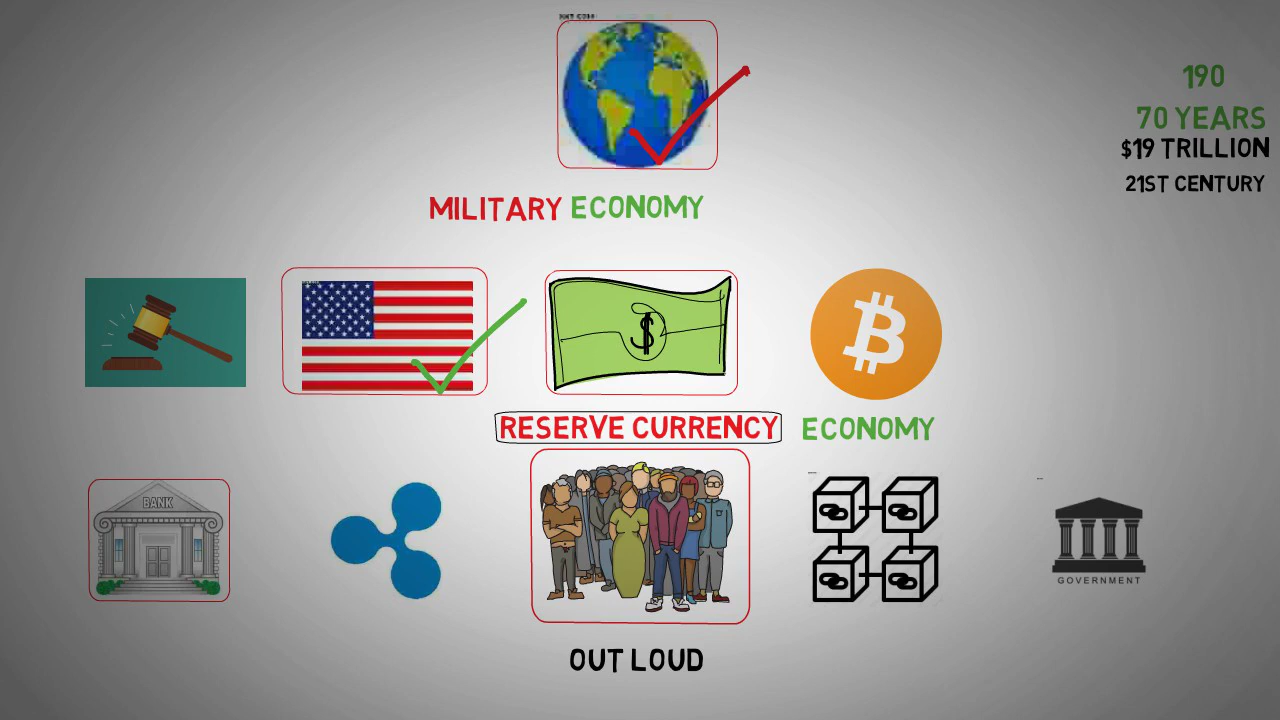 190
70 YEARS
$19 TRILLION
21ST CENTURY
MILITARY ECONOMY
$
RESERVE CURRENCY ECONOMY
BANK
GOVERNMENT
OUT LOUD